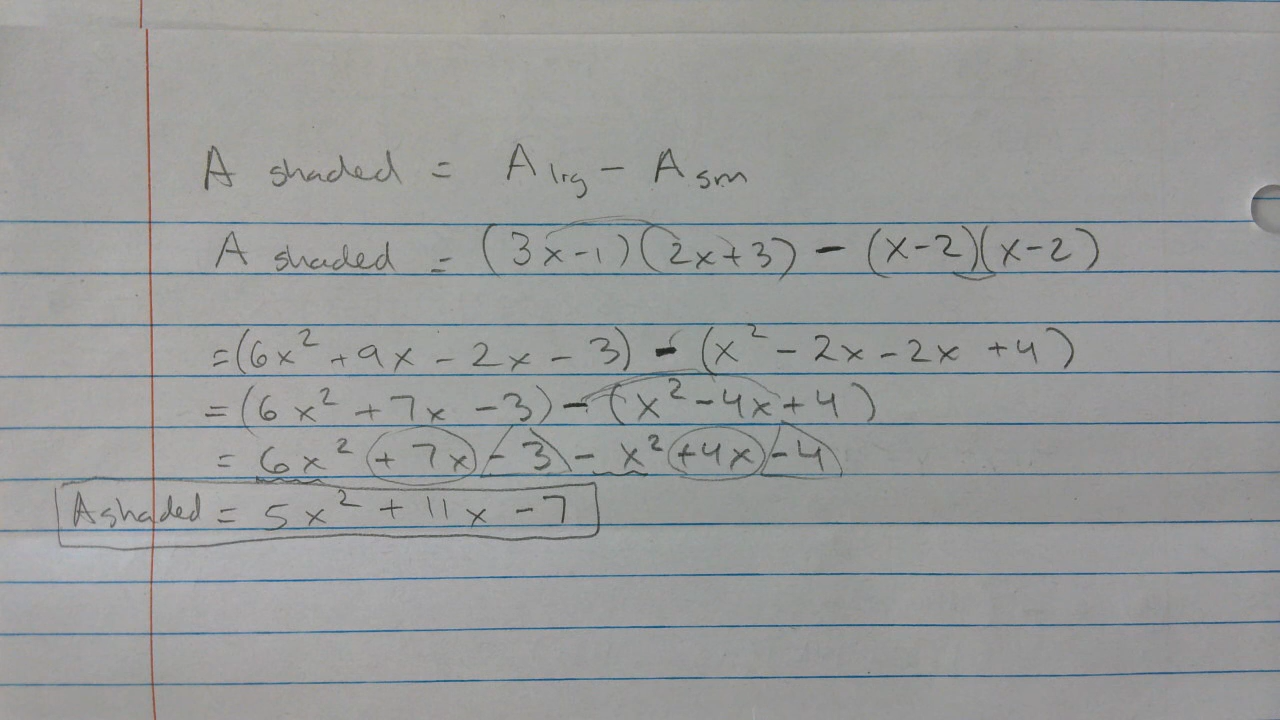 A shaded = A lrg - A sm
A shaded = (3x-1)(2x+3) - (x-2)(x-2)
=(6x² +9x - 2x - 3) - (x² - 2x - 2x +4)
= (6x² +7x -3) - (x² -4x +4)
= 6x² +7x -3 - x² +4x -4
A shaded = 5x² + 11x - 7